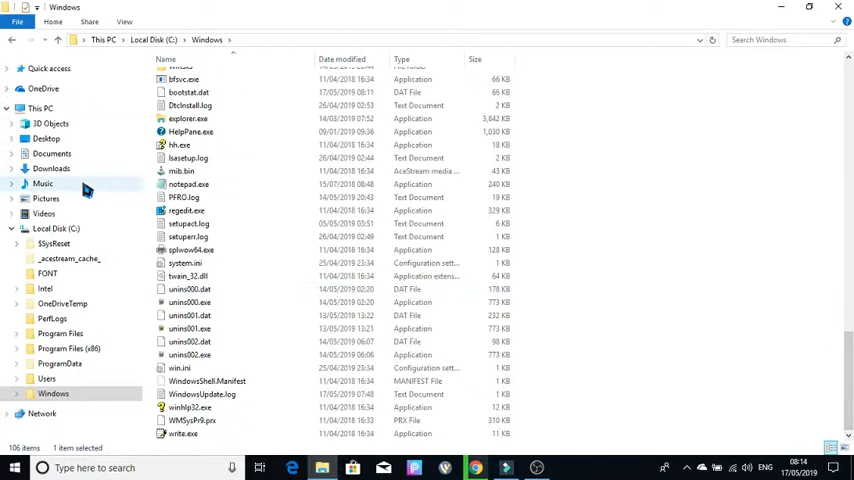 Windows
File Home Share View
This PC Local Disk (C:) Windows Search Windows
Name Date modified Type Size
Quick access
OneDrive
This PC
3D Objects
Desktop
Documents
Downloads
Music
Pictures
Videos
Local Disk (C:)
$SysReset
_acestream_cache_
FONT
Intel
OneDriveTemp
PerfLogs
Program Files
Program Files (x86)
ProgramData
Users
Windows
Network
bfsvc.exe 11/04/2018 16:34 Application 66 KB
bootstat.dat 17/05/2019 08:11 DAT File 66 KB
DtcInstall.log 26/04/2019 02:53 Text Document 2 KB
explorer.exe 14/03/2019 07:52 Application 3,842 KB
HelpPane.exe 09/01/2019 09:36 Application 1,030 KB
hh.exe 11/04/2018 16:34 Application 18 KB
lsasetup.log 26/04/2019 02:44 Text Document 2 KB
mib.bin 11/04/2018 16:34 AceStream media ... 43 KB
notepad.exe 15/07/2018 08:48 Application 240 KB
PFRO.log 14/05/2019 20:41 Text Document 19 KB
regedit.exe 11/04/2018 16:34 Application 329 KB
setupact.log 05/05/2019 03:51 Text Document 6 KB
setuperr.log 26/04/2019 02:49 Text Document 1 KB
splwow64.exe 11/04/2018 16:34 Application 128 KB
system.ini 25/04/2019 23:34 Configuration sett... 1 KB
twain_32.dll 11/04/2018 16:34 Application extens... 64 KB
unins000.dat 14/05/2019 02:20 DAT File 178 KB
unins000.exe 14/05/2019 02:20 Application 773 KB
unins001.dat 13/05/2019 13:22 DAT File 232 KB
unins001.exe 13/05/2019 13:21 Application 773 KB
unins002.dat 14/05/2019 06:07 DAT File 98 KB
unins002.exe 14/05/2019 06:06 Application 773 KB
win.ini 25/04/2019 23:34 Configuration sett... 1 KB
WindowsShell.Manifest 11/04/2018 16:34 MANIFEST File 1 KB
WindowsUpdate.log 17/05/2019 07:48 Text Document 1 KB
winhlp32.exe 11/04/2018 16:34 Application 12 KB
WMSysPr9.prx 11/04/2018 16:33 PRX File 310 KB
write.exe 11/04/2018 16:34 Application 11 KB
106 items 1 item selected
Type here to search
ENG
08:14
17/05/2019